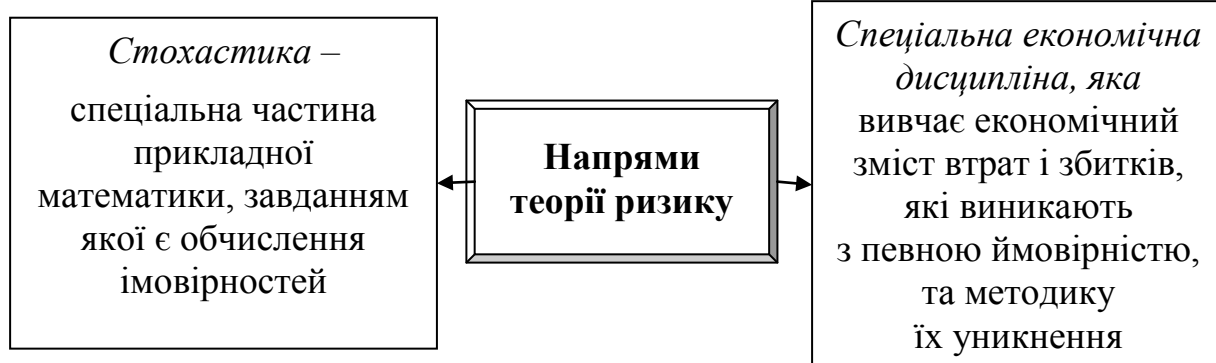 Стохастика –
спеціальна частина
прикладної
математики, завданням
якої є обчислення
імовірностей
Напрями
теорії ризику
Спеціальна економічна
дисципліна, яка
вивчає економічний
зміст втрат і збитків,
які виникають
з певною ймовірністю,
та методику
їх уникнення